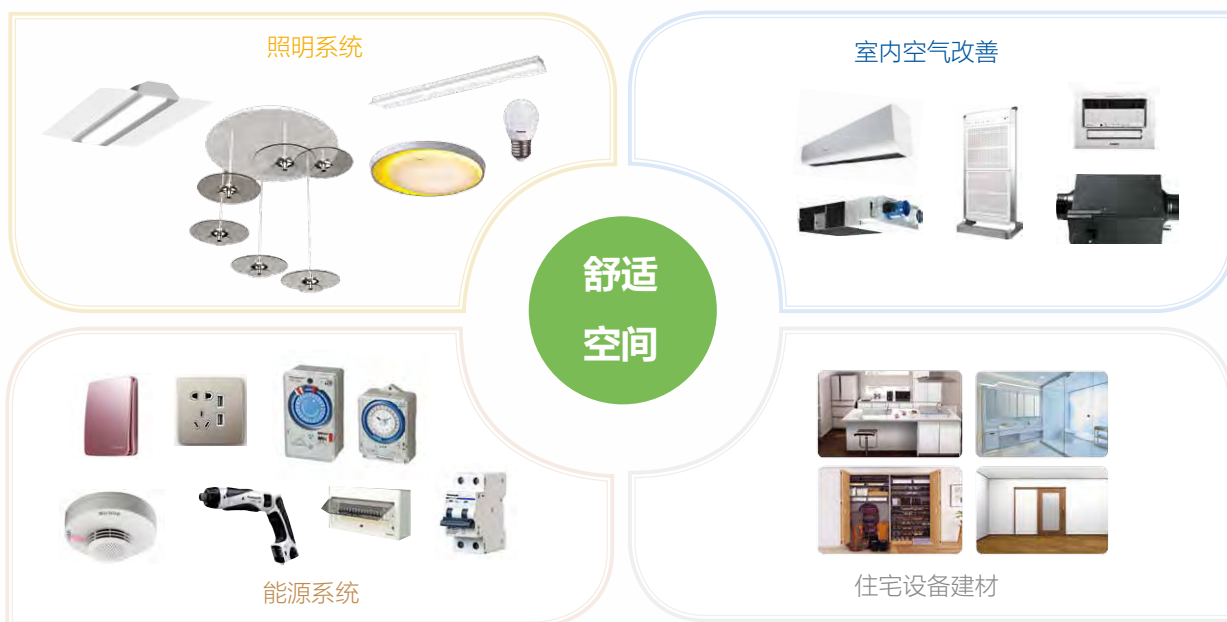 照明系统
室内空气改善
舒适
空间
能源系统
住宅设备建材